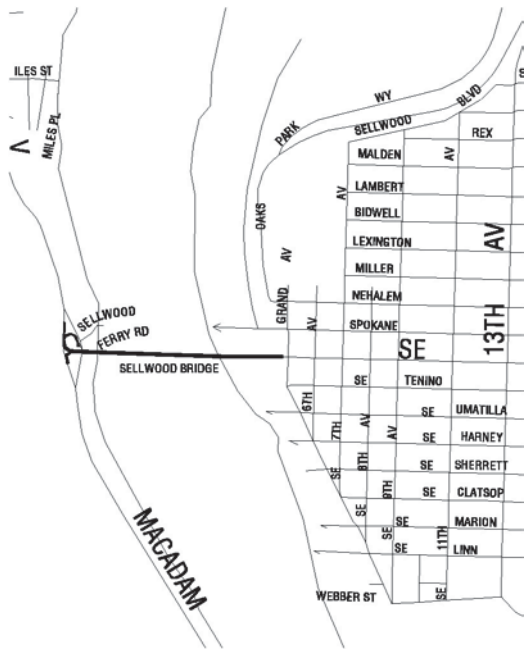 ILES ST
MILES PL
V
SELLWOOD
FERRY RD
SELLWOOD BRIDGE
MACADAM
OAKS
PARK
WY
SELLWOOD
BLVD
S
REX
AV
MALDEN
LAMBERT
AV
BIDWELL
LEXINGTON
AV
AV
MILLER
NEHALEM
GRAND
AV
SPOKANE
SE
13TH
SE
TENINO
6TH
SE
UMATILLA
7TH
AV
AV
SE
HARNEY
8TH
SE
SHERRETT
SE
9TH
SE
CLATSOP
SE
SE
MARION
SE
11TH
SE
LINN
WEBBER ST
SE